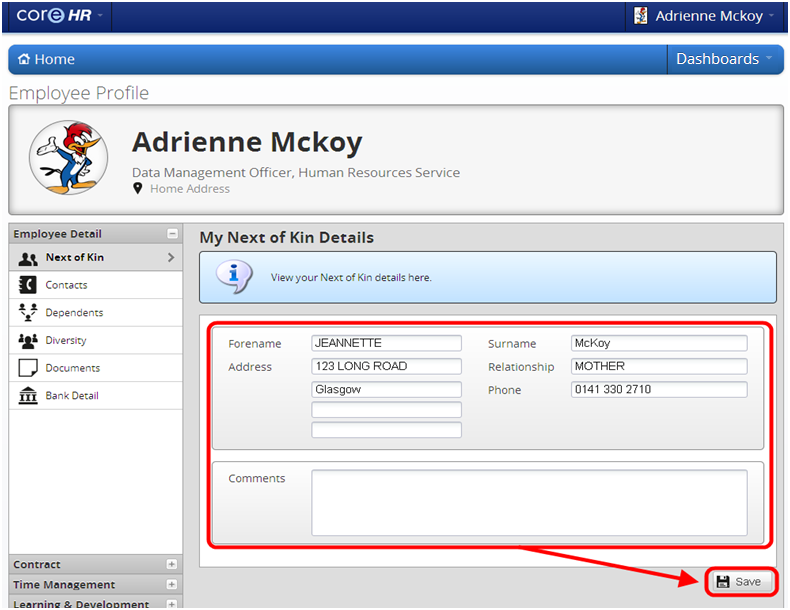 core HR
Adrienne Mckoy
Home
Dashboards
Employee Profile
Adrienne Mckoy
Data Management Officer, Human Resources Service
Home Address
Employee Detail
Next of Kin
Contacts
Dependents
Diversity
Documents
Bank Detail
Contract
Time Management
Learning & Development
My Next of Kin Details
View your Next of Kin details here.
Forename JEANNETTE Surname McKoy
Address 123 LONG ROAD Relationship MOTHER
Glasgow Phone 0141 330 2710
Comments
Save